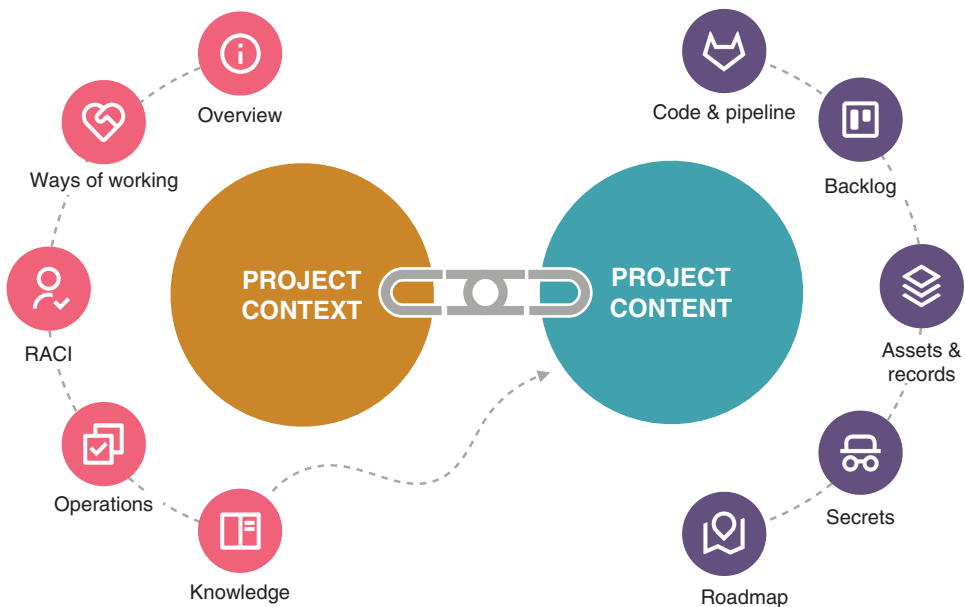 Overview
Ways of working
RACI
Operations
Knowledge
PROJECT
CONTEXT
PROJECT
CONTENT
Code & pipeline
Backlog
Assets &
records
Secrets
Roadmap